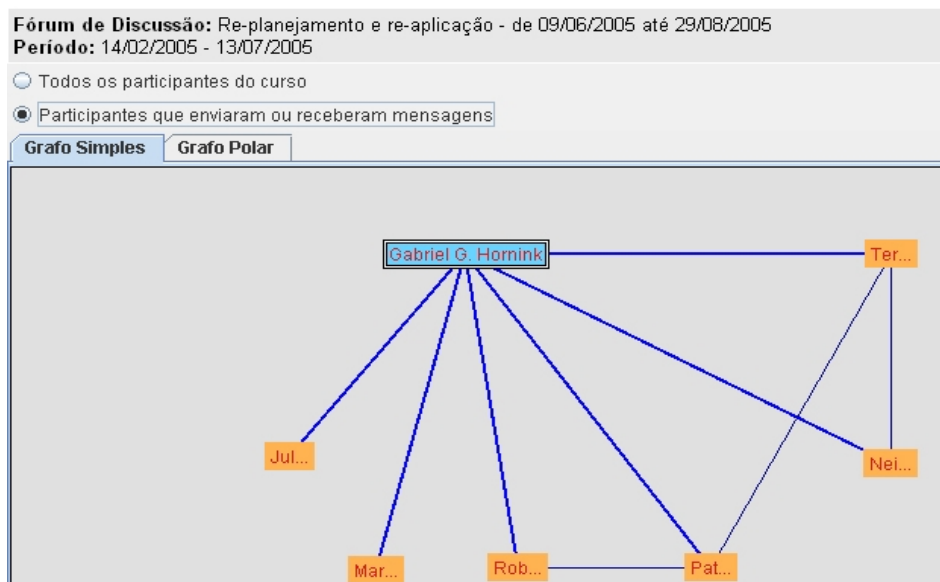 Fórum de Discussão: Re-planejamento e re-aplicação - de 09/06/2005 até 29/08/2005
Período: 14/02/2005 - 13/07/2005
Todos os participantes do curso
Participantes que enviaram ou receberam mensagens
Grafo Simples Grafo Polar
Gabriel G. Hornink Ter...
Jul... Nei...
Mar... Rob... Pat...